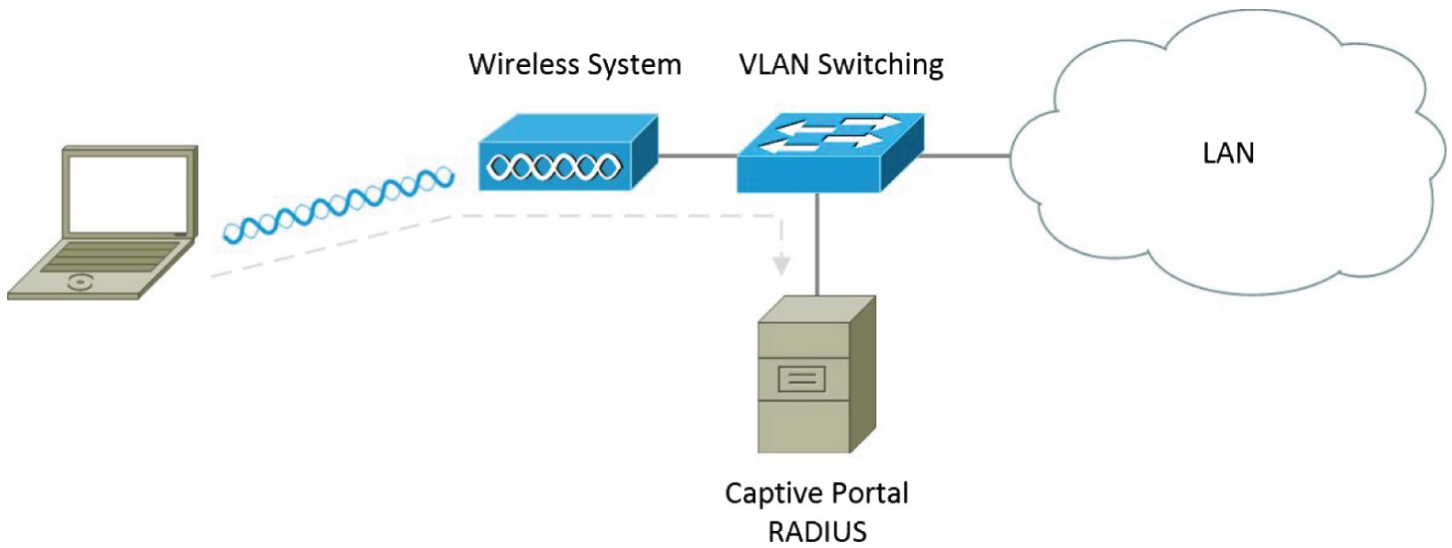 Wireless System
VLAN Switching
LAN
Captive Portal
RADIUS